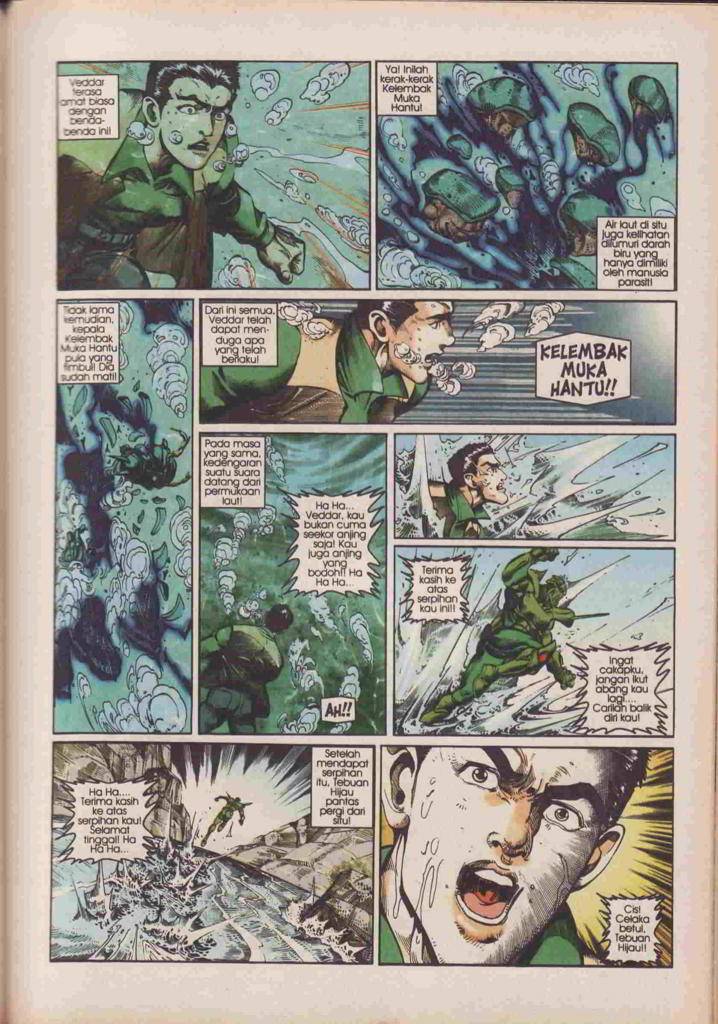 Veddar
terasa
amat biasa
dengan
benda-
benda ini!
Ya! Inilah
kerak-kerak
Kelembak
Muka
Hantu!
Air laut di situ
juga kelihatan
dilumuri darah
biru yang
hanya dimiliki
oleh manusia
parasit!
Tidak lama
kemudian,
kepala
Kelembak
Muka Hantu
pula yang
timbul! Dia
sudah mati!
Dari ini semua,
Veddar telah
dapat men-
duga apa
yang telah
berlaku!
KELEMBAK
MUKA
HANTU!!
Pada masa
yang sama,
kedengaran
suatu suara
datang dari
permukaan
laut!
Ha Ha...
Veddar, kau
bukan cuma
seekor anjing
saja! Kau
juga anjing
yang
bodoh!! Ha
Ha Ha...
AH!!
Terima
kasih ke
atas
serpihan
kau ini!!
Ingat
cakapku,
jangan ikut
abang kau
lagi....
Carilah balik
diri kau!
Ha Ha....
Terima kasih
ke atas
serpihan kau!
Selamat
tinggal! Ha
Ha Ha...
Setelah
mendapat
serpihan
itu, Tebuan
Hijau
pantas
pergi dari
situ!
Cis!
Celaka
betul,
Tebuan
Hijau!!